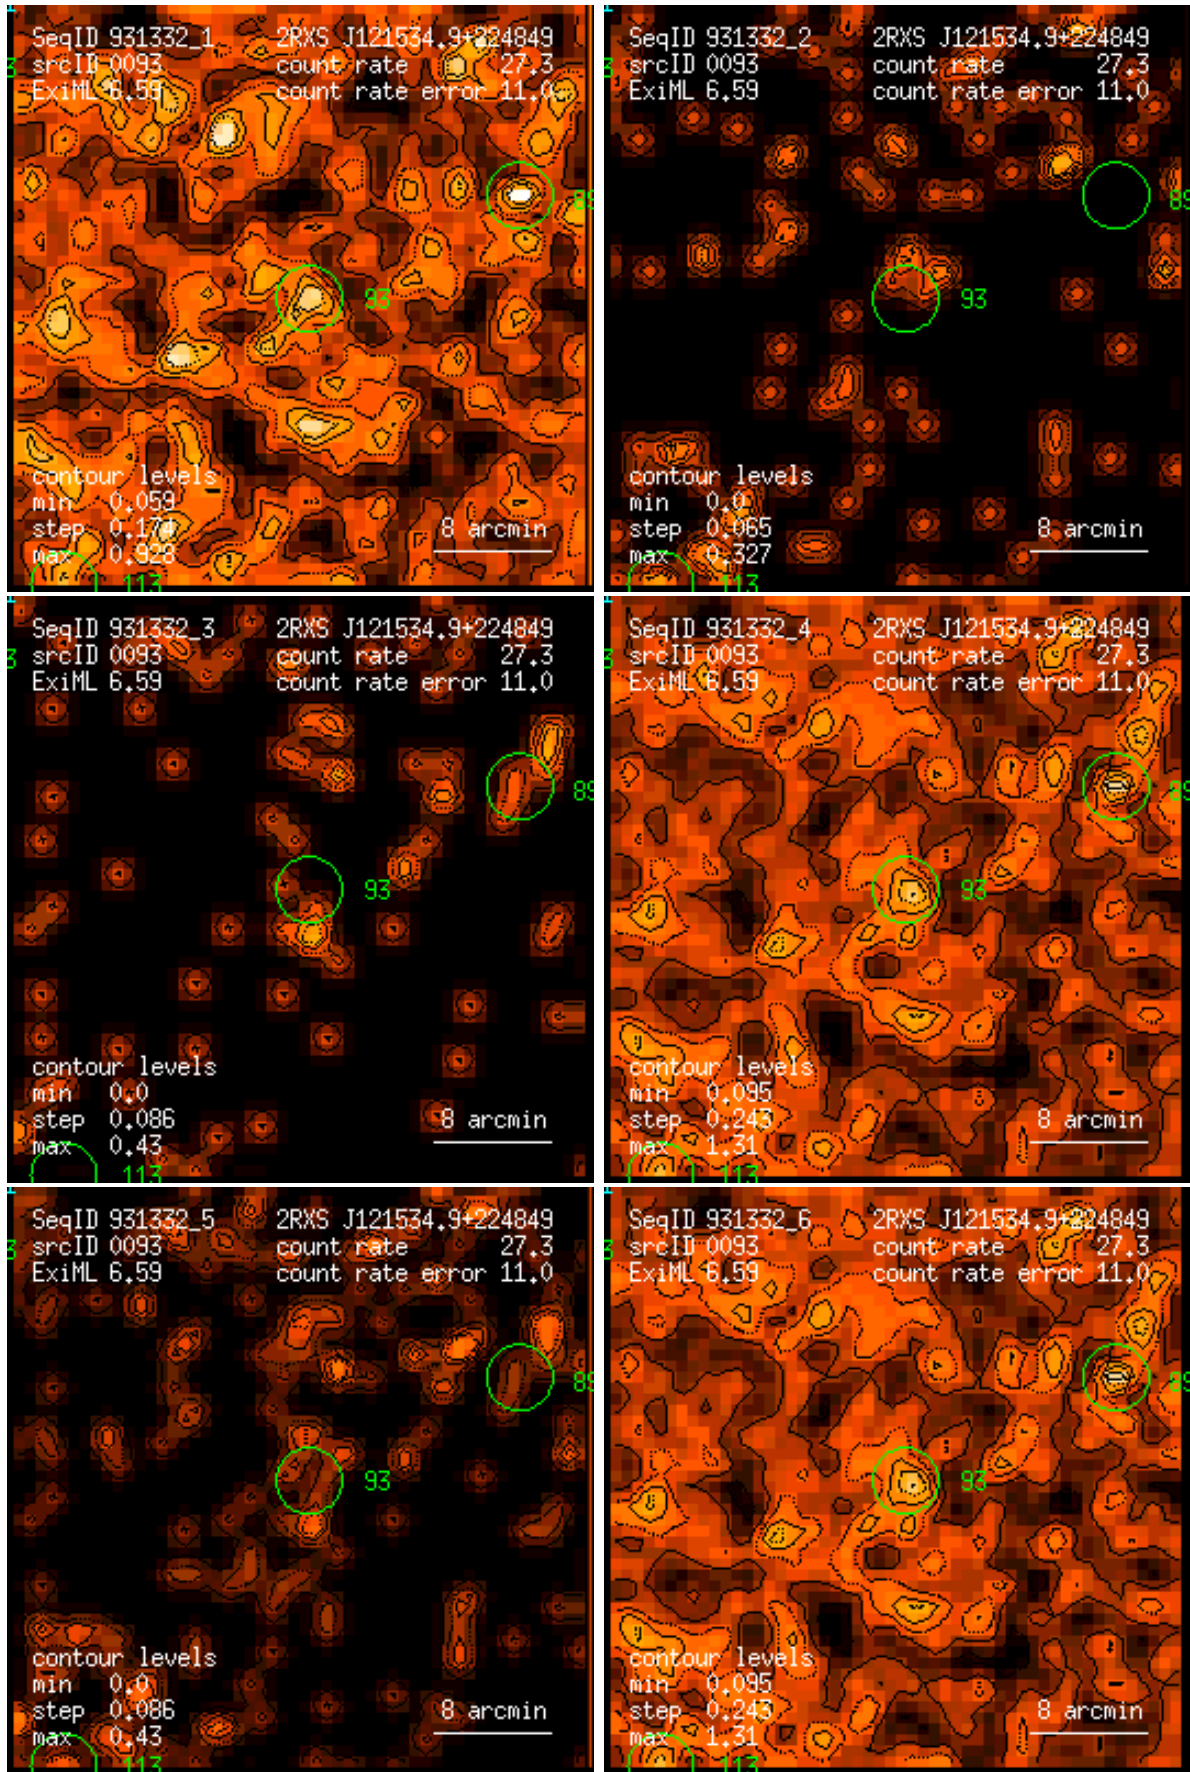 SeqID 931332_1 2RXS J121534.9+224849
srcID 0093 count rate 27.3
ExiML 6.59 count rate error 11.0
3
89
93
contour levels
min 0.059
step 0.174
max 0.928
8 arcmin
113
SeqID 931332_2 2RXS J121534.9+224849
srcID 0093 count rate 27.3
ExiML 6.59 count rate error 11.0
3
89
93
contour levels
min 0.0
step 0.065
max 0.327
8 arcmin
113
SeqID 931332_3 2RXS J121534.9+224849
srcID 0093 count rate 27.3
ExiML 6.59 count rate error 11.0
3
89
93
contour levels
min 0.0
step 0.086
max 0.43
8 arcmin
113
SeqID 931332_4 2RXS J121534.9+224849
srcID 0093 count rate 27.3
ExiML 6.59 count rate error 11.0
3
89
93
contour levels
min 0.095
step 0.243
max 1.31
8 arcmin
113
SeqID 931332_5 2RXS J121534.9+224849
srcID 0093 count rate 27.3
ExiML 6.59 count rate error 11.0
3
89
93
contour levels
min 0.0
step 0.086
max 0.43
8 arcmin
113
SeqID 931332_6 2RXS J121534.9+224849
srcID 0093 count rate 27.3
ExiML 6.59 count rate error 11.0
3
89
93
contour levels
min 0.095
step 0.243
max 1.31
8 arcmin
113